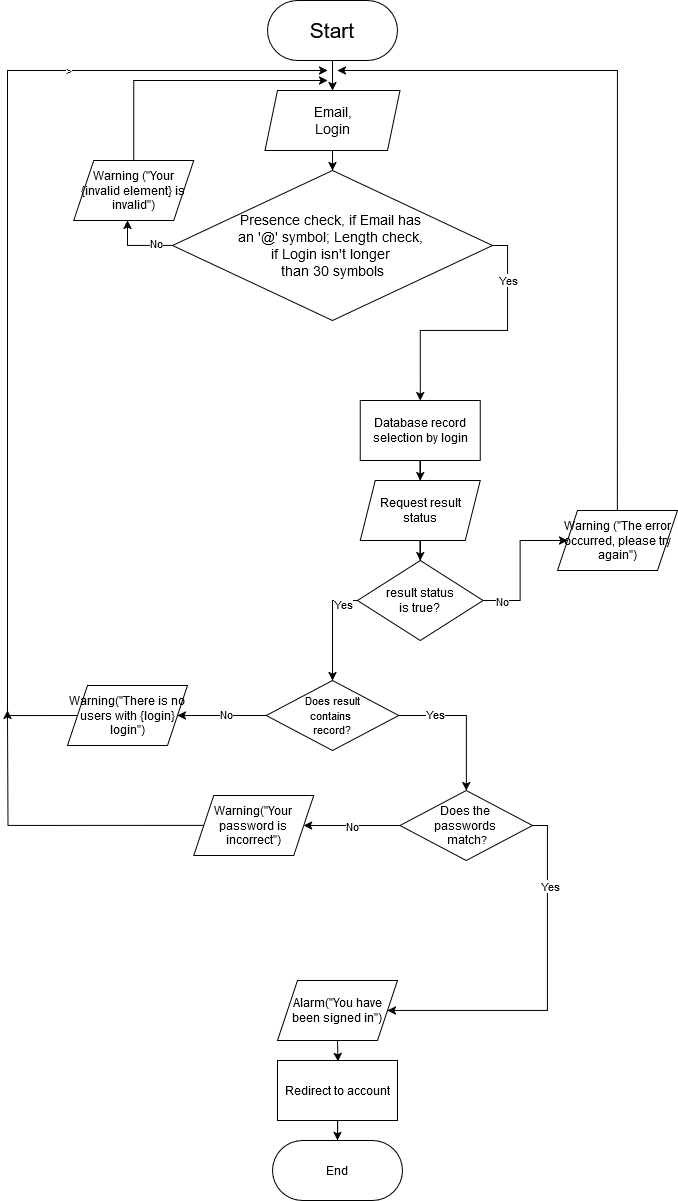 Start
Email,
Login
Warning ("Your
{invalid element} is
invalid")
Presence check, if Email has
an '@' symbol; Length check,
if Login isn't longer
than 30 symbols
No
Yes
Database record
selection by login
Request result
status
Warning ("The error
occurred, please try
again")
result status
is true?
No
Yes
Warning("There is no
users with {login}
login")
No
Does result
contains
record?
Yes
Warning("Your
password is
incorrect")
No
Does the
passwords
match?
Yes
Alarm("You have
been signed in")
Redirect to account
End